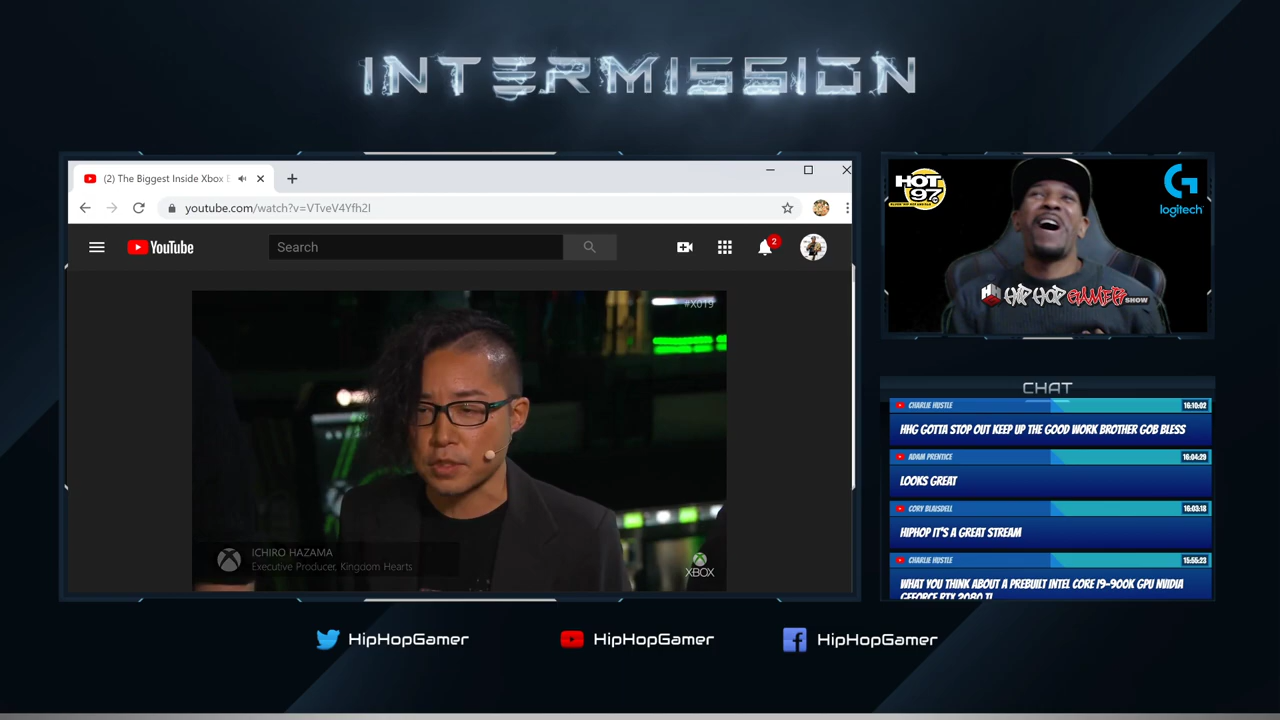 INTERMISSION
(2) The Biggest Inside Xbox E
youtube.com/watch?v=VTveV4Yfh2I
YouTube
Search
2
#XO19
ICHIRO HAZAMA
Executive Producer, Kingdom Hearts
XBOX
HOT
97
logitech
HIP HOP GAMER SHOW
CHAT
CHARLIE HUSTLE 16:10:02
HHG GOTTA STOP OUT KEEP UP THE GOOD WORK BROTHER GOB BLESS
ADAM PRENTICE 16:04:29
LOOKS GREAT
CORY BLAISDELL 16:03:18
HIPHOP IT'S A GREAT STREAM
CHARLIE HUSTLE 15:55:23
WHAT YOU THINK ABOUT A PREBUILT INTEL CORE I9-900K GPU NVIDIA
GEFORCE RTX 2080 TI
HipHopGamer
HipHopGamer
HipHopGamer